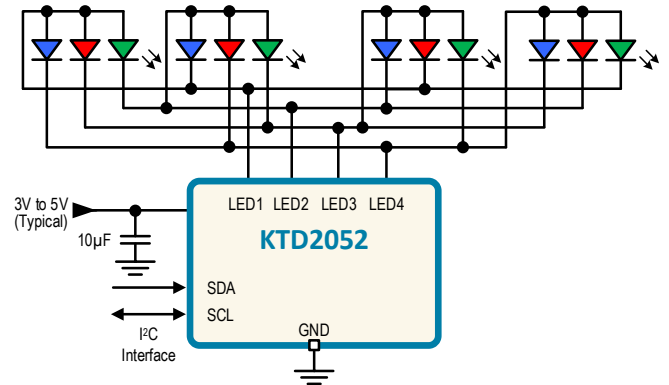 3V to 5V
(Typical)
10µF
LED1 LED2 LED3 LED4
KTD2052
SDA
SCL
I²C
Interface
GND